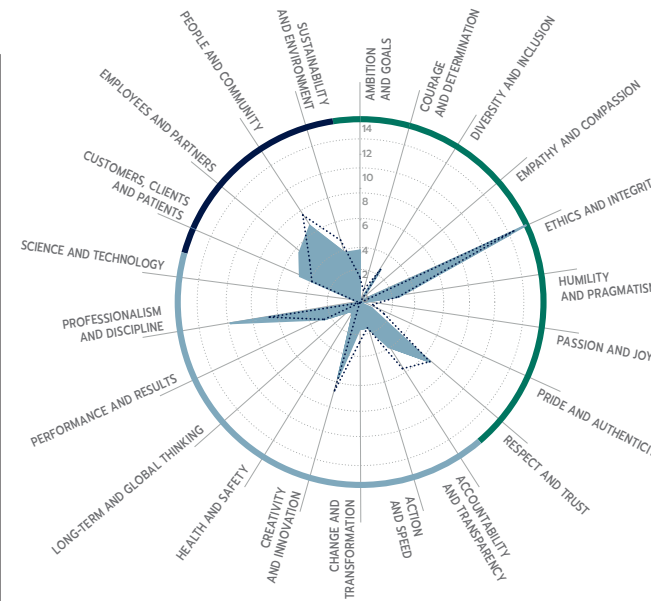 AMBITION
AND GOALS
COURAGE
AND DETERMINATION
DIVERSITY AND INCLUSION
EMPATHY AND COMPASSION
ETHICS AND INTEGRIT
HUMILITY
AND PRAGMATISM
PASSION AND JOY
PRIDE AND AUTHENTIC
RESPECT AND TRUST
ACCOUNTABILITY
AND TRANSPARENCY
ACTION
AND SPEED
CHANGE AND
TRANSFORMATION
CREATIVITY
AND INNOVATION
HEALTH AND SAFETY
LONG-TERM AND GLOBAL THINKING
PERFORMANCE AND RESULTS
PROFESSIONALISM
AND DISCIPLINE
SCIENCE AND TECHNOLOGY
CUSTOMERS, CLIENTS
AND PATIENTS
EMPLOYEES AND PARTNERS
PEOPLE AND COMMUNITY
SUSTAINABILITY
AND ENVIRONMENT
14
12
10
8
6
4
2